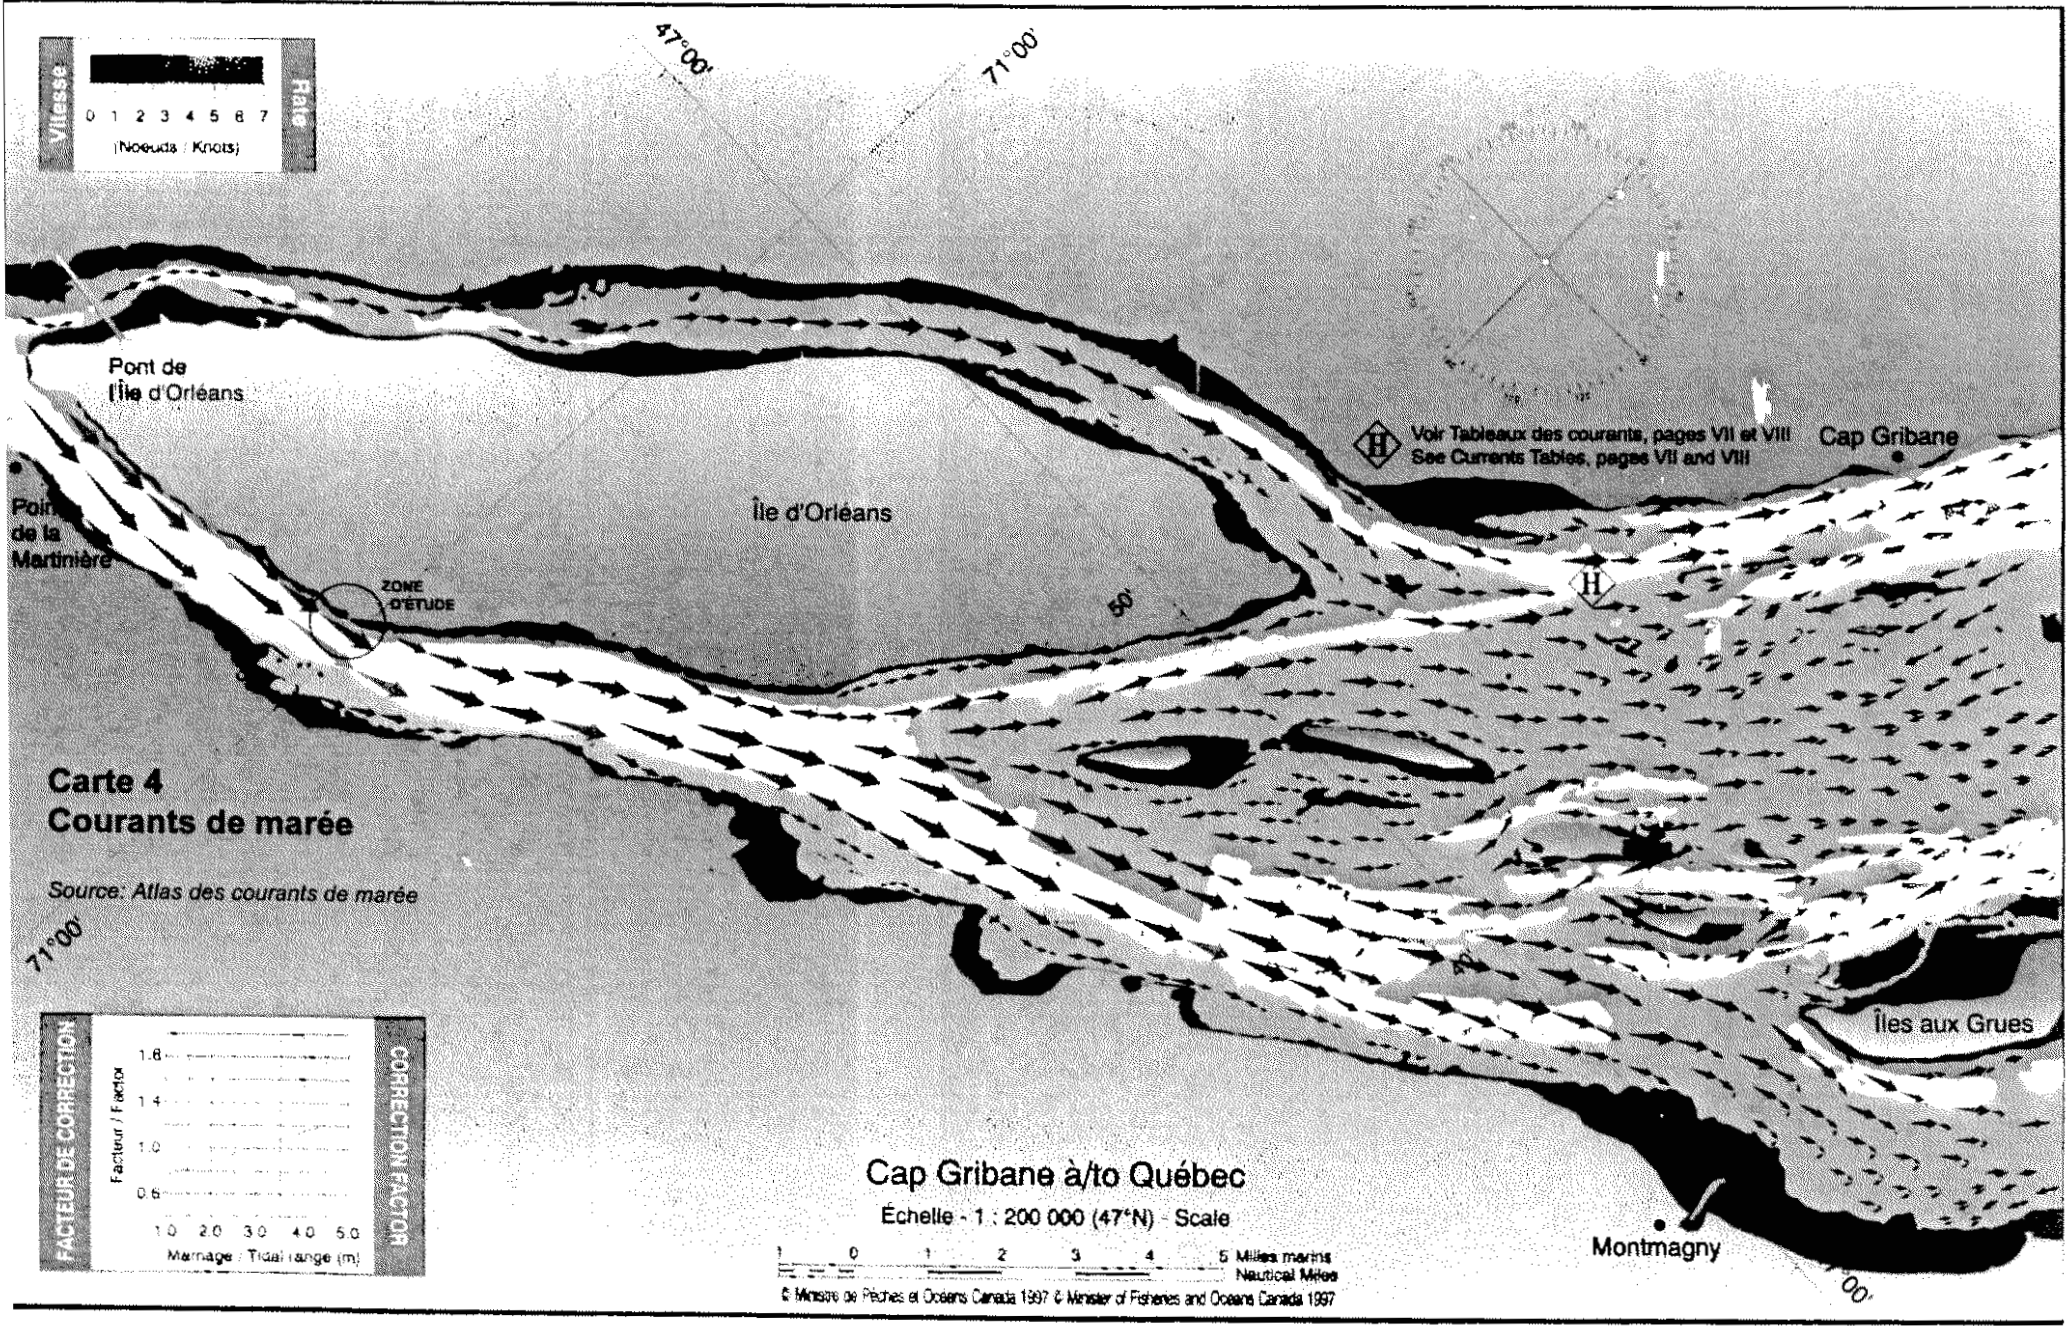 47°00'
71°00'
Vitesse
Rate
0 1 2 3 4 5 6 7
(Noeuds / Knots)
Pont de
l'Île d'Orléans
H
Voir Tableaux des courants, pages VII et VIII
See Currents Tables, pages VII and VIII
Cap Gribane
de la
Martinière
Île d'Orléans
ZONE
D'ÉTUDE
50'
H
Carte 4
Courants de marée
Source: Atlas des courants de marée
71°00'
40'
Îles aux Grues
FACTEUR DE CORRECTION
CORRECTION FACTOR
Facteur / Factor
1.8
1.4
1.0
0.6
1.0 2.0 3.0 4.0 5.0
Marnage / Tidal range (m)
Cap Gribane à/to Québec
Échelle - 1 : 200 000 (47°N) - Scale
1 0 1 2 3 4 5 Milles marins
Nautical Miles
© Ministre de Pêches et Océans Canada 1997 © Minister of Fisheries and Oceans Canada 1997
Montmagny